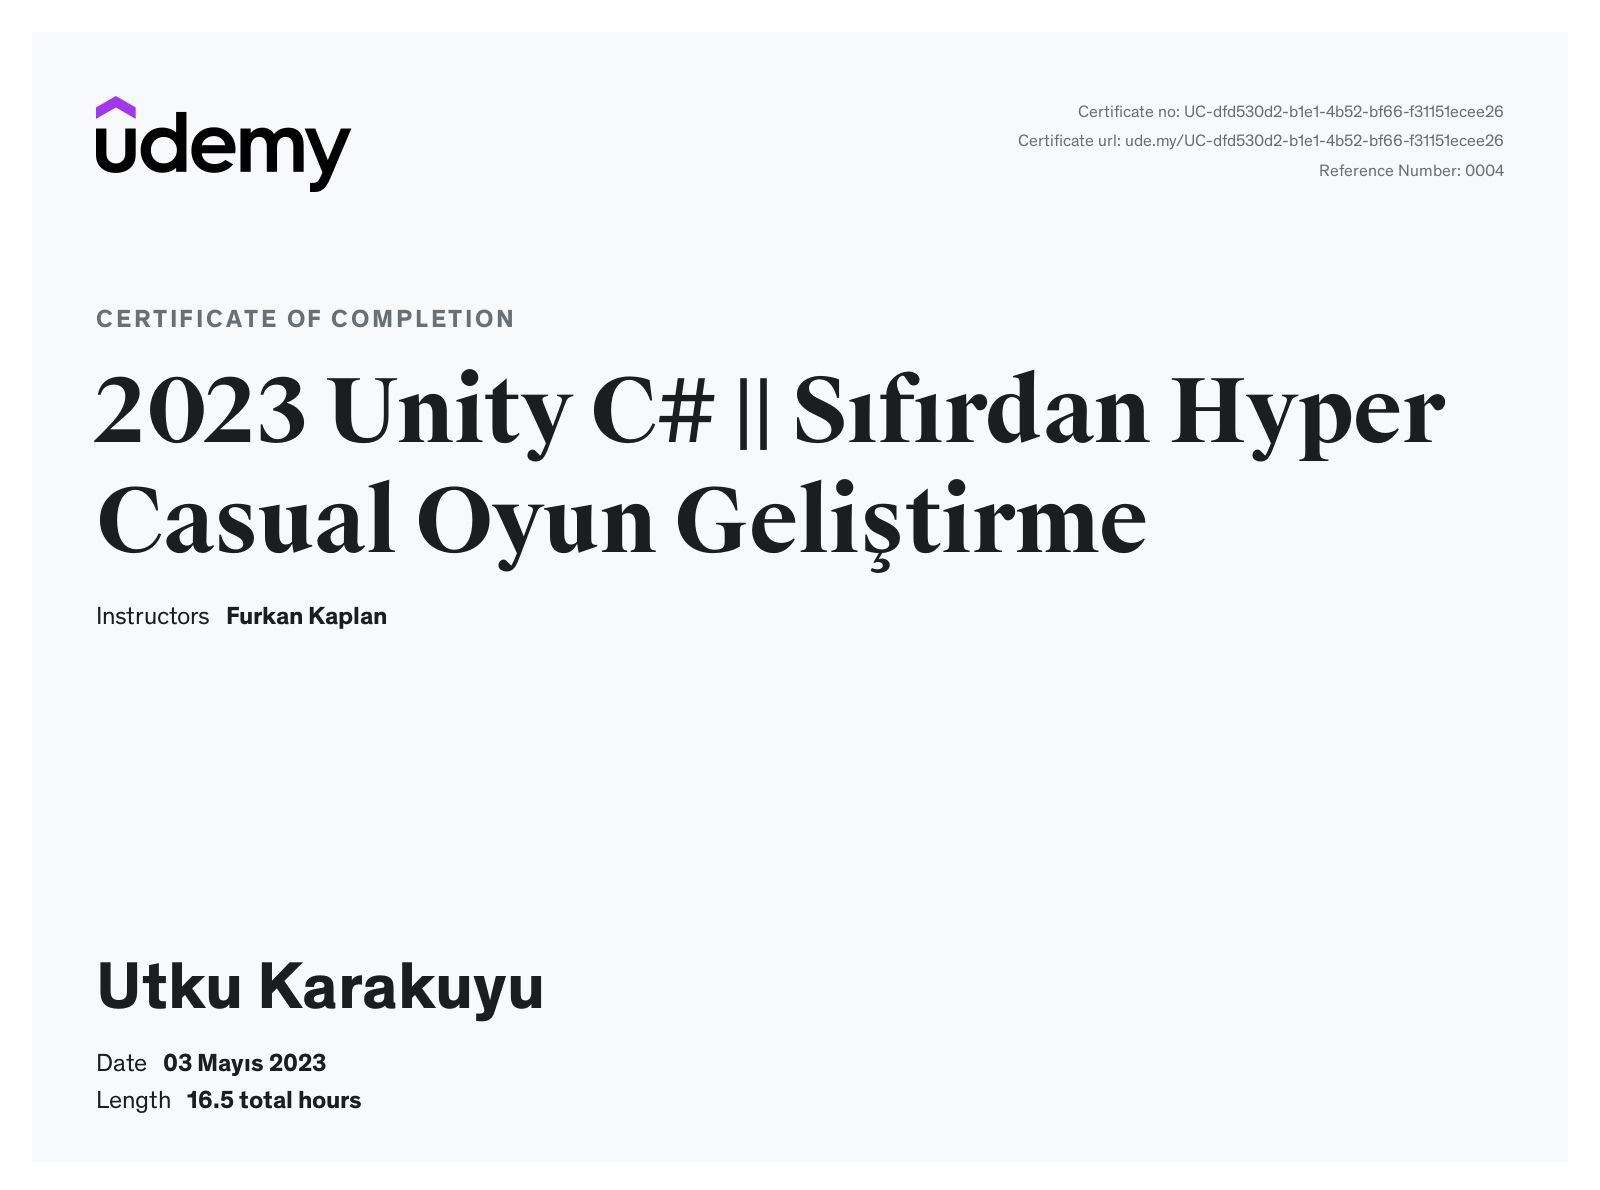 udemy
Certificate no: UC-dfd530d2-b1e1-4b52-bf66-f31151ecee26
Certificate url: ude.my/UC-dfd530d2-b1e1-4b52-bf66-f31151ecee26
Reference Number: 0004
CERTIFICATE OF COMPLETION
2023 Unity C# || Sıfırdan Hyper
Casual Oyun Geliştirme
Instructors Furkan Kaplan
Utku Karakuyu
Date 03 Mayıs 2023
Length 16.5 total hours